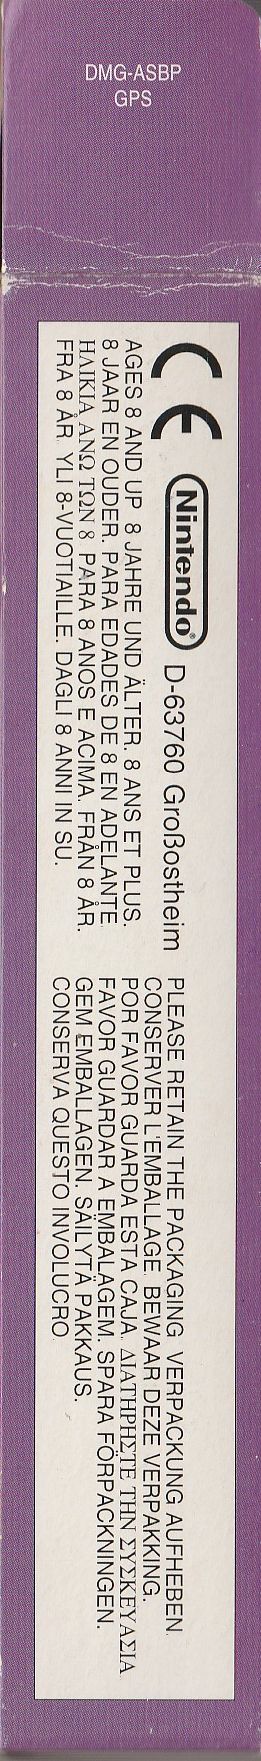 DMG-ASBP
GPS
CE Nintendo® D-63760 Großostheim
AGES 8 AND UP. 8 JAHRE UND ÄLTER. 8 ANS ET PLUS.
8 JAAR EN OUDER. PARA EDADES DE 8 EN ADELANTE.
ΗΛΙΚΙΑ ΑΝΩ ΤΩΝ 8. PARA 8 ANOS E ACIMA. FRÅN 8 ÅR.
FRA 8 ÅR. YLI 8-VUOTIAILLE. DAGLI 8 ANNI IN SU.
PLEASE RETAIN THE PACKAGING. VERPACKUNG AUFHEBEN.
CONSERVER L'EMBALLAGE. BEWAAR DEZE VERPAKKING.
POR FAVOR GUARDA ESTA CAJA. ΔΙΑΤΗΡΗΣΤΕ ΤΗΝ ΣΥΣΚΕΥΑΣΙΑ
FAVOR GUARDAR A EMBALAGEM. SPARA FÖRPACKNINGEN.
GEM EMBALLAGEN. SÄILYTÄ PAKKAUS.
CONSERVA QUESTO INVOLUCRO.